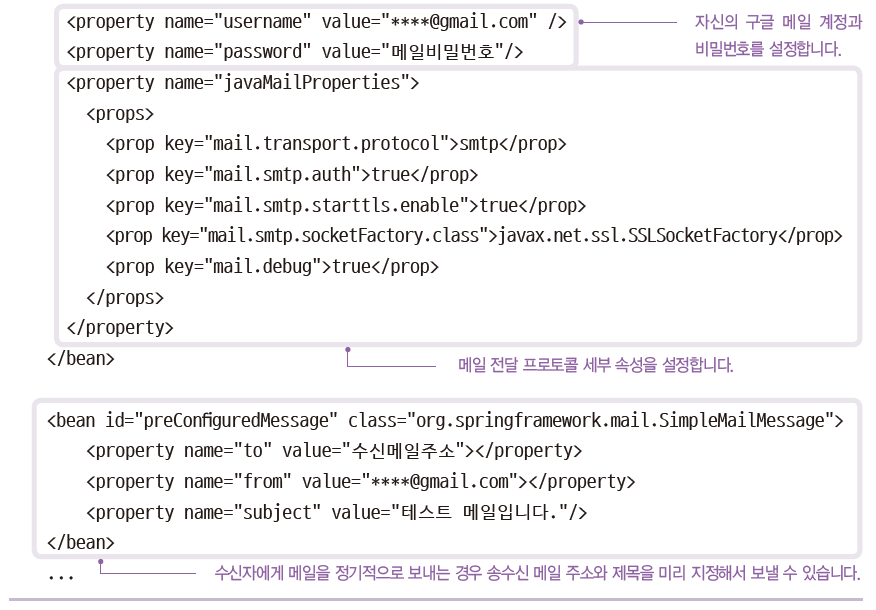 <property name="username" value="****@gmail.com" />
자신의 구글 메일 계정과
<property name="password" value="메일비밀번호"/>
비밀번호를 설정합니다.
<property name="javaMailProperties">
<props>
<prop key="mail.transport.protocol">smtp</prop>
<prop key="mail.smtp.auth">true</prop>
<prop key="mail.smtp.starttls.enable">true</prop>
<prop key="mail.smtp.socketFactory.class">javax.net.ssl.SSLSocketFactory</prop>
<prop key="mail.debug">true</prop>
</props>
</property>
</bean>
메일 전달 프로토콜 세부 속성을 설정합니다.
<bean id="preConfiguredMessage" class="org.springframework.mail.SimpleMailMessage">
<property name="to" value="수신메일주소"></property>
<property name="from" value="****@gmail.com"></property>
<property name="subject" value="테스트 메일입니다."/>
</bean>
...
수신자에게 메일을 정기적으로 보내는 경우 송수신 메일 주소와 제목을 미리 지정해서 보낼 수 있습니다.